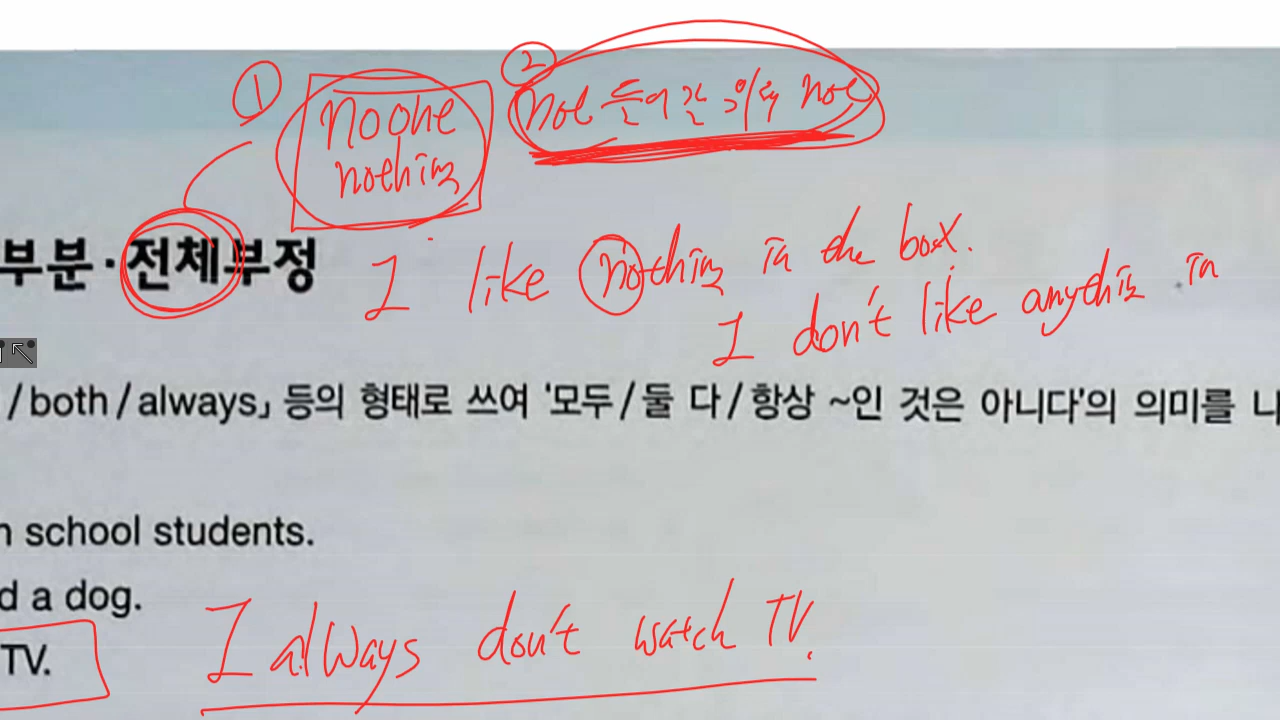 ① no one
nothing
② not 들어간 not
부분·전체부정
I like nothing in the box.
I don't like anything in
/both/always」 등의 형태로 쓰여 '모두/둘 다/항상 ~인 것은 아니다'의 의미를
school students.
a dog.
TV.
I always don't watch TV.